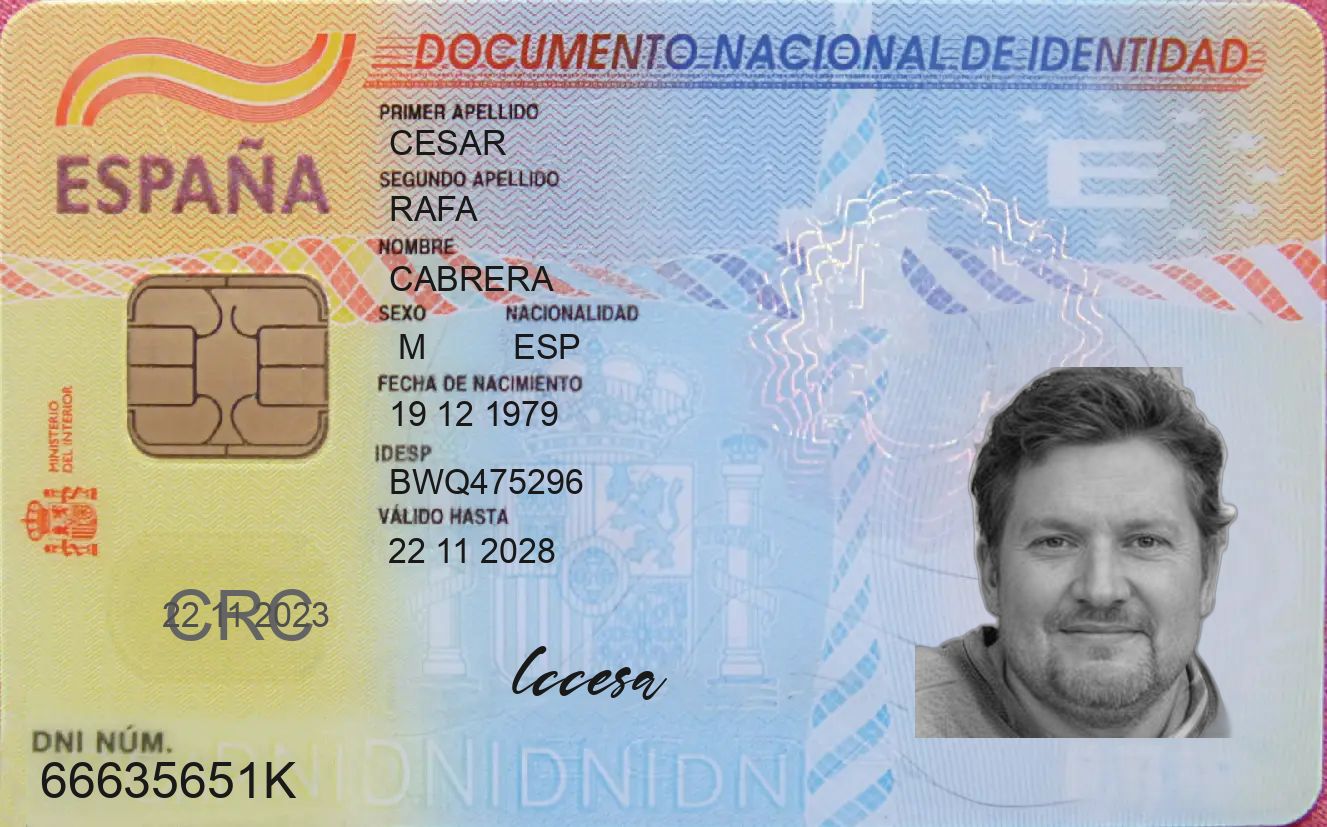 DOCUMENTO NACIONAL DE IDENTIDAD
ESPAÑA
PRIMER APELLIDO
CESAR
SEGUNDO APELLIDO
RAFA
NOMBRE
CABRERA
SEXO NACIONALIDAD
M ESP
FECHA DE NACIMIENTO
19 12 1979
IDESP
BWQ475296
VÁLIDO HASTA
22 11 2028
MINISTERIO
DEL INTERIOR
E
CRC
22 11 2023
lccesa
DNI NÚM.
66635651K
DNIDNIDNIDNI